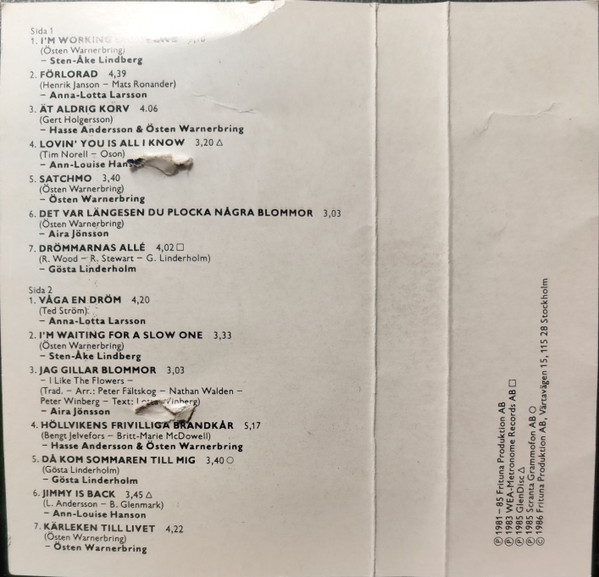 Sida 1
1. I'M WORKING
(Östen Warnerbring)
– Sten-Åke Lindberg
2. FÖRLORAD 4,39
(Henrik Janson – Mats Ronander)
– Anna-Lotta Larsson
3. ÄT ALDRIG KORV 4.06
(Gert Holgersson)
– Hasse Andersson & Östen Warnerbring
4. LOVIN' YOU IS ALL I KNOW 3,20 △
(Tim Norell – Oson)
– Ann-Louise
5. SATCHMO 3,40
(Östen Warnerbring)
– Östen Warnerbring
6. DET VAR LÄNGESEN DU PLOCKA NÅGRA BLOMMOR 3,03
(Östen Warnerbring)
– Aira Jönsson
7. DRÖMMARNAS ALLÉ 4,02 □
(R. Wood – R. Stewart – G. Linderholm)
– Gösta Linderholm
Sida 2
1. VÅGA EN DRÖM 4,20
(Ted Ström)
– Anna-Lotta Larsson
2. I'M WAITING FOR A SLOW ONE 3,33
(Östen Warnerbring)
– Sten-Åke Lindberg
3. JAG GILLAR BLOMMOR 3,03
– I Like The Flowers –
(Trad. – Arr.: Peter Fältskog – Nathan Walden –
Peter Winberg – Text:
– Aira Jönsson
4. HÖLLVIKENS FRIVILLIGA BRANDKÅR 5,17
(Bengt Jelvefors – Britt-Marie McDowell)
– Hasse Andersson & Östen Warnerbring
5. DÅ KOM SOMMAREN TILL MIG 3,40 ○
(Gösta Linderholm)
– Gösta Linderholm
6. JIMMY IS BACK 3,45 △
(L. Andersson – B. Glenmark)
– Ann-Louise Hanson
7. KÄRLEKEN TILL LIVET 4,22
(Östen Warnerbring)
– Östen Warnerbring
Ⓟ 1981–85 Frituna Produktion AB
Ⓟ 1983 WEA-Metronome Records AB □
Ⓟ 1985 GlenDisc △
Ⓟ 1985 Scranta Grammofon AB ○
© 1986 Frituna Produktion AB, Värtavägen 15, 115 28 Stockholm